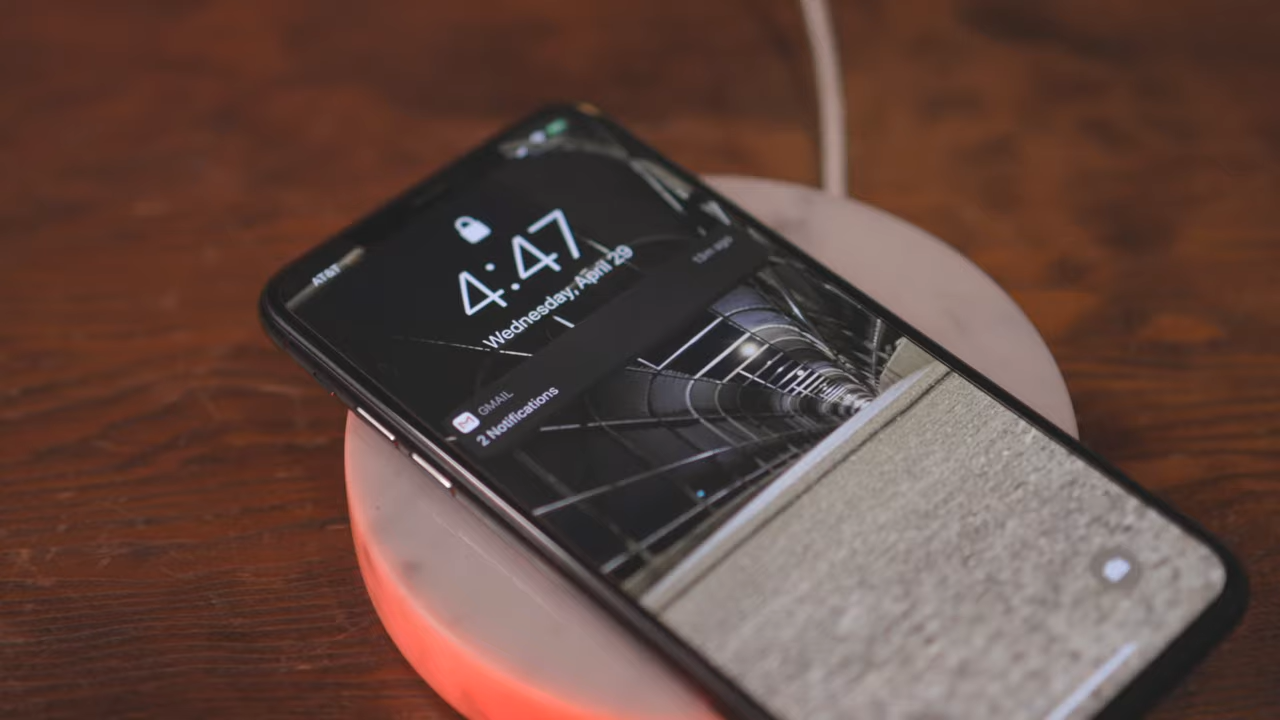 AT&T
4:47
Wednesday, April 29
GMAIL
13m ago
2 Notifications